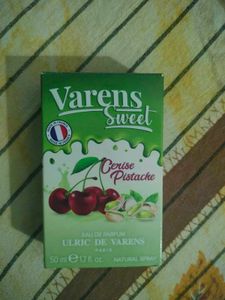 Varens
Sweet
Cerise
Pistache
EAU DE PARFUM
ULRIC DE VARENS
PARIS
50 ml ℮ 1.7 fl. oz.
NATURAL SPRAY